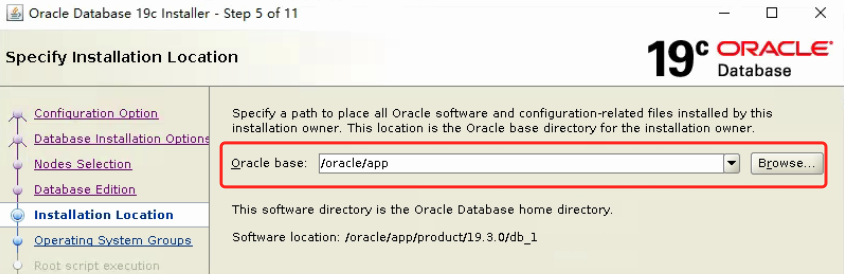 Oracle Database 19c Installer - Step 5 of 11
Specify Installation Location
19c ORACLE
Database
Configuration Option
Database Installation Options
Nodes Selection
Database Edition
Installation Location
Operating System Groups
Root script execution
Specify a path to place all Oracle software and configuration-related files installed by this
installation owner. This location is the Oracle base directory for the installation owner.
Oracle base: /oracle/app Browse...
This software directory is the Oracle Database home directory.
Software location: /oracle/app/product/19.3.0/db_1